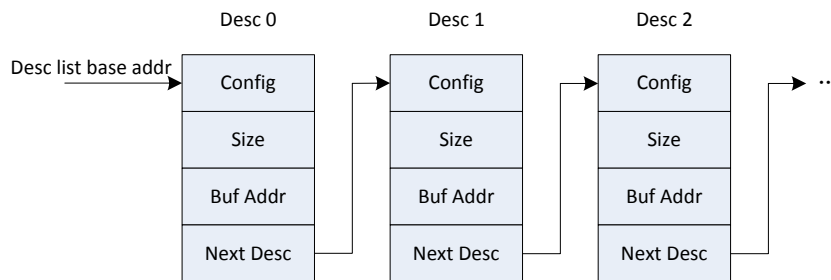 Desc 0
Desc 1
Desc 2
Desc list base addr
Config
Config
Config
..
Size
Size
Size
Buf Addr
Buf Addr
Buf Addr
Next Desc
Next Desc
Next Desc